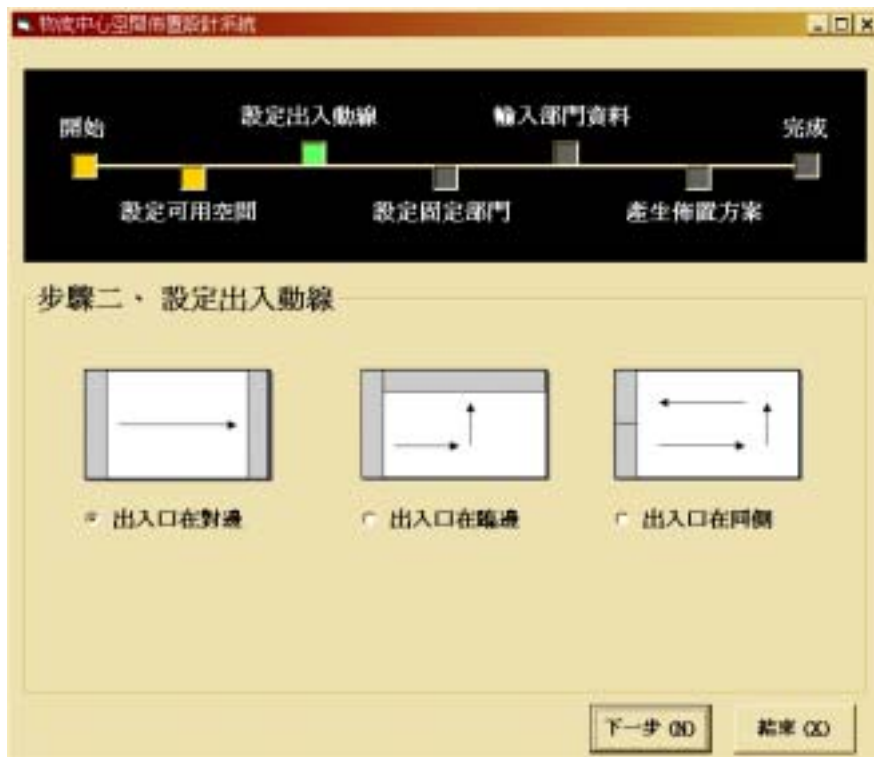 物流中心空間佈置設計系統
開始
設定出入動線
輸入部門資料
完成
設定可用空間
設定固定部門
產生佈置方案
步驟二、 設定出入動線
出入口在對邊
出入口在臨邊
出入口在同側
下一步 (N)
結束 (X)